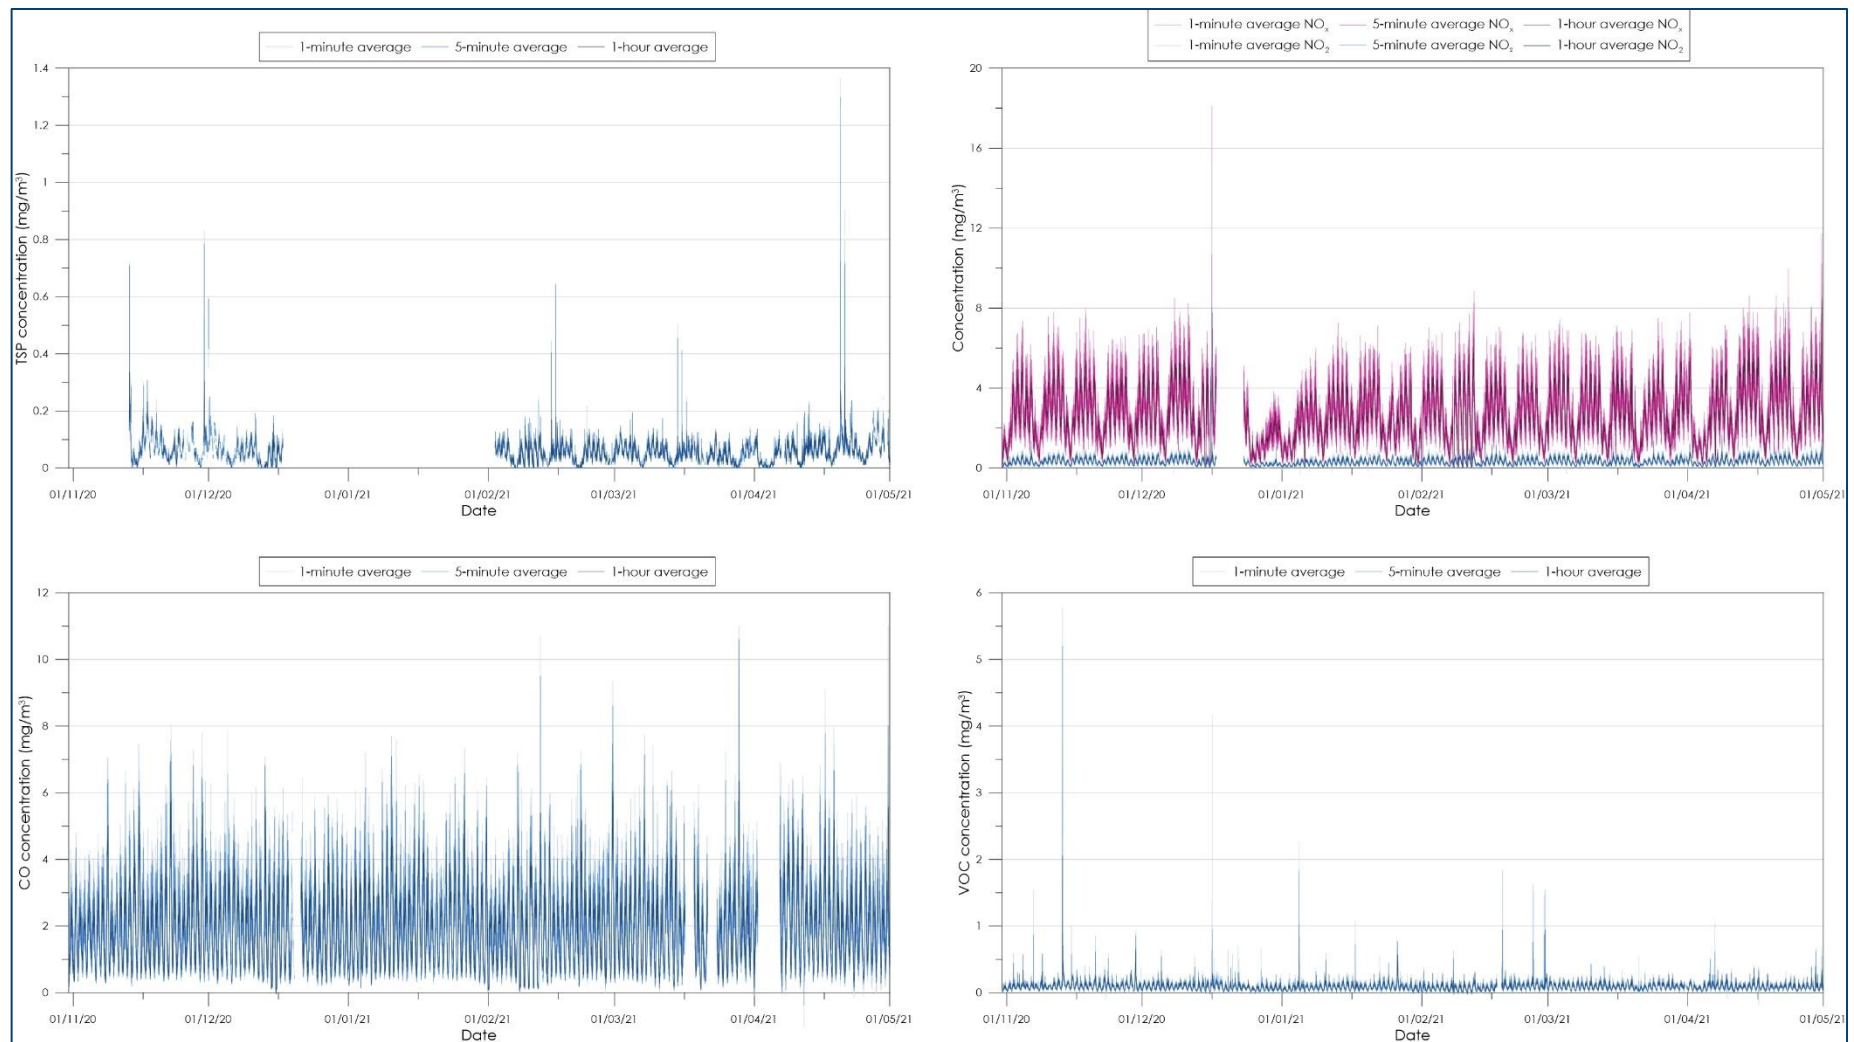 1-minute average 5-minute average 1-hour average
1.4
1.2
1
0.8
0.6
0.4
0.2
0
TSP concentration (mg/m³)
01/11/20 01/12/20 01/01/21 01/02/21 01/03/21 01/04/21 01/05/21
Date
1-minute average NOₓ 5-minute average NOₓ 1-hour average NOₓ
1-minute average NO₂ 5-minute average NO₂ 1-hour average NO₂
20
16
12
8
4
0
Concentration (mg/m³)
01/11/20 01/12/20 01/01/21 01/02/21 01/03/21 01/04/21 01/05/21
Date
1-minute average 5-minute average 1-hour average
12
10
8
6
4
2
0
CO concentration (mg/m³)
01/11/20 01/12/20 01/01/21 01/02/21 01/03/21 01/04/21 01/05/21
Date
1-minute average 5-minute average 1-hour average
6
5
4
3
2
1
0
VOC concentration (mg/m³)
01/11/20 01/12/20 01/01/21 01/02/21 01/03/21 01/04/21 01/05/21
Date